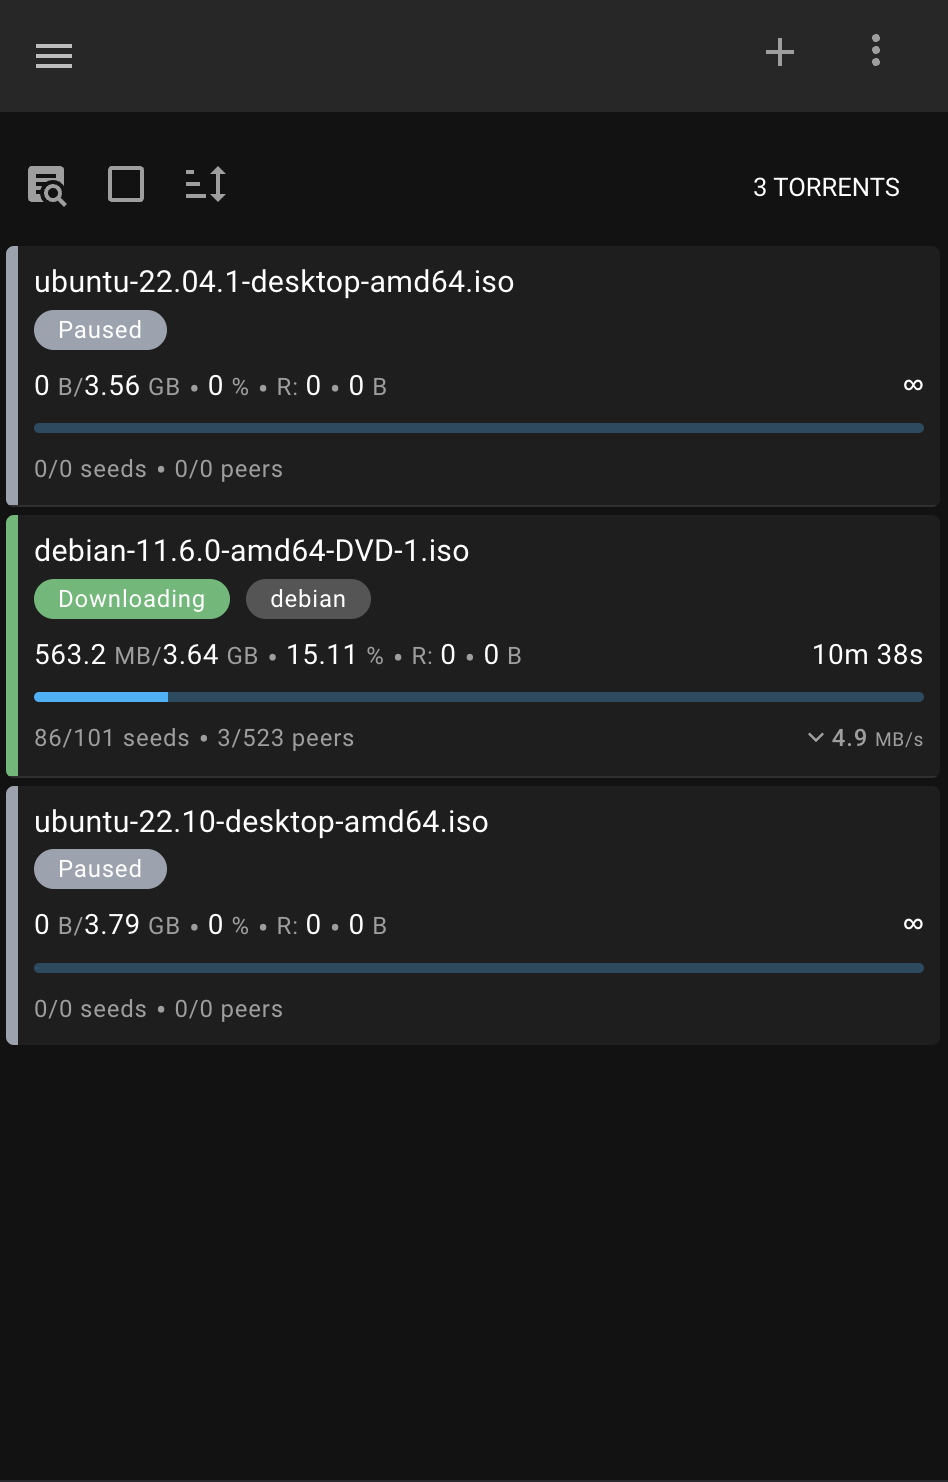 3 TORRENTS
ubuntu-22.04.1-desktop-amd64.iso
Paused
0 B/3.56 GB • 0 % • R: 0 • 0 B ∞
0/0 seeds • 0/0 peers
debian-11.6.0-amd64-DVD-1.iso
Downloading debian
563.2 MB/3.64 GB • 15.11 % • R: 0 • 0 B 10m 38s
86/101 seeds • 3/523 peers 4.9 MB/s
ubuntu-22.10-desktop-amd64.iso
Paused
0 B/3.79 GB • 0 % • R: 0 • 0 B ∞
0/0 seeds • 0/0 peers